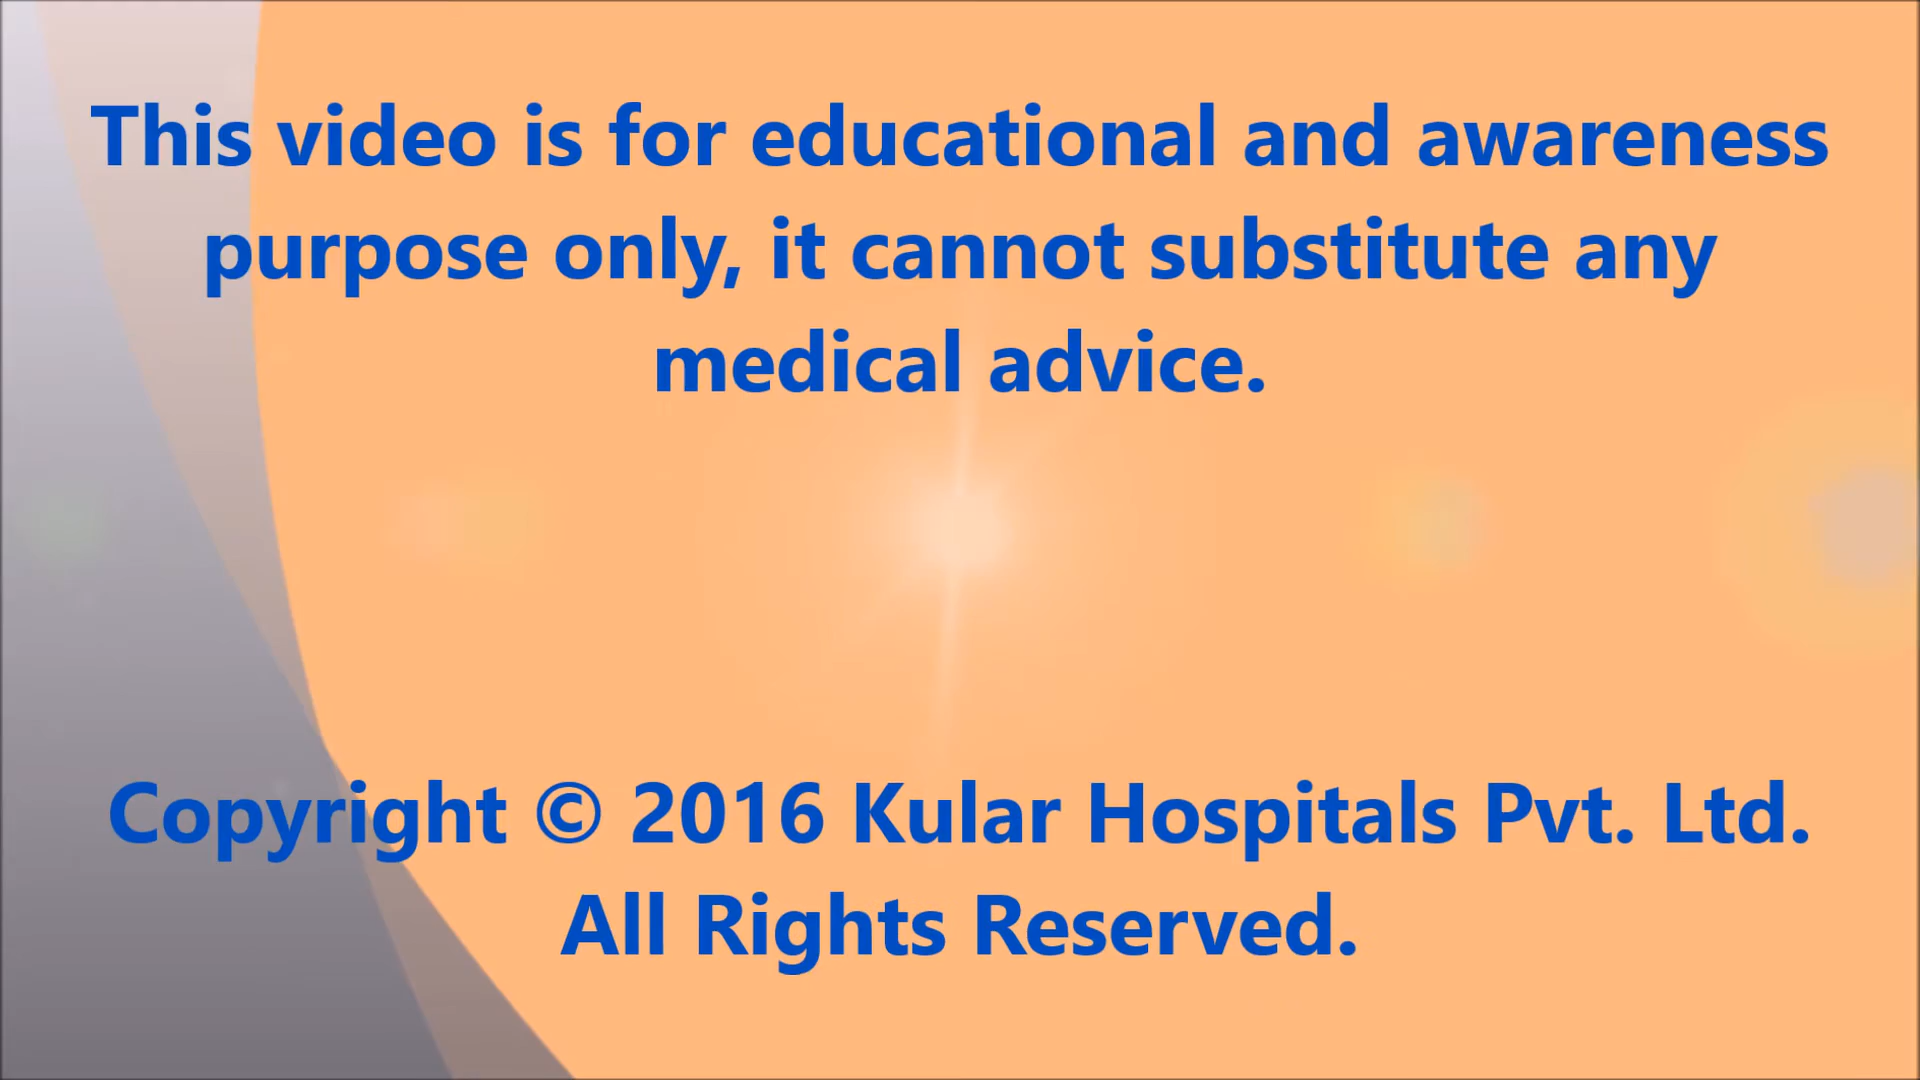 This video is for educational and awareness
purpose only, it cannot substitute any
medical advice.
Copyright © 2016 Kular Hospitals Pvt. Ltd.
All Rights Reserved.